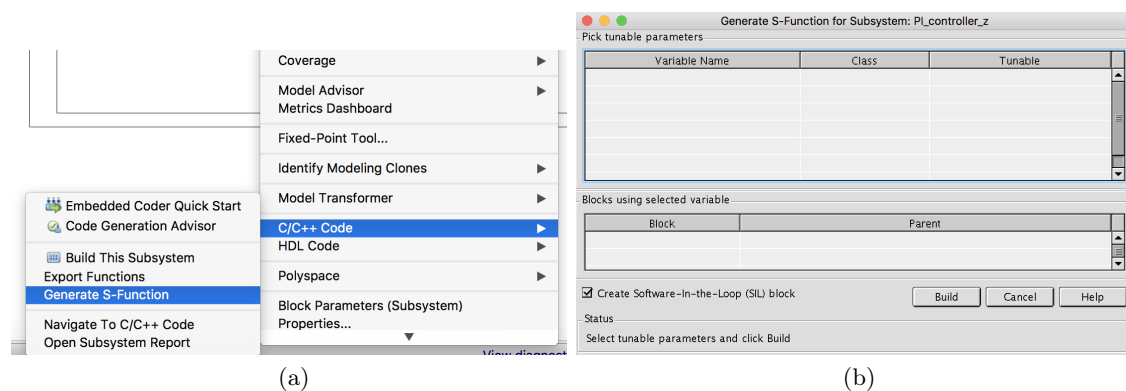 Coverage
Model Advisor
Metrics Dashboard
Fixed-Point Tool...
Identify Modeling Clones
Model Transformer
C/C++ Code
HDL Code
Polyspace
Block Parameters (Subsystem)
Properties...
Embedded Coder Quick Start
Code Generation Advisor
Build This Subsystem
Export Functions
Generate S-Function
Navigate To C/C++ Code
Open Subsystem Report
View diagnost
(a)
Generate S-Function for Subsystem: PI_controller_z
Pick tunable parameters
Variable Name Class Tunable
Blocks using selected variable
Block Parent
Create Software-In-the-Loop (SIL) block
Build Cancel Help
Status
Select tunable parameters and click Build
(b)